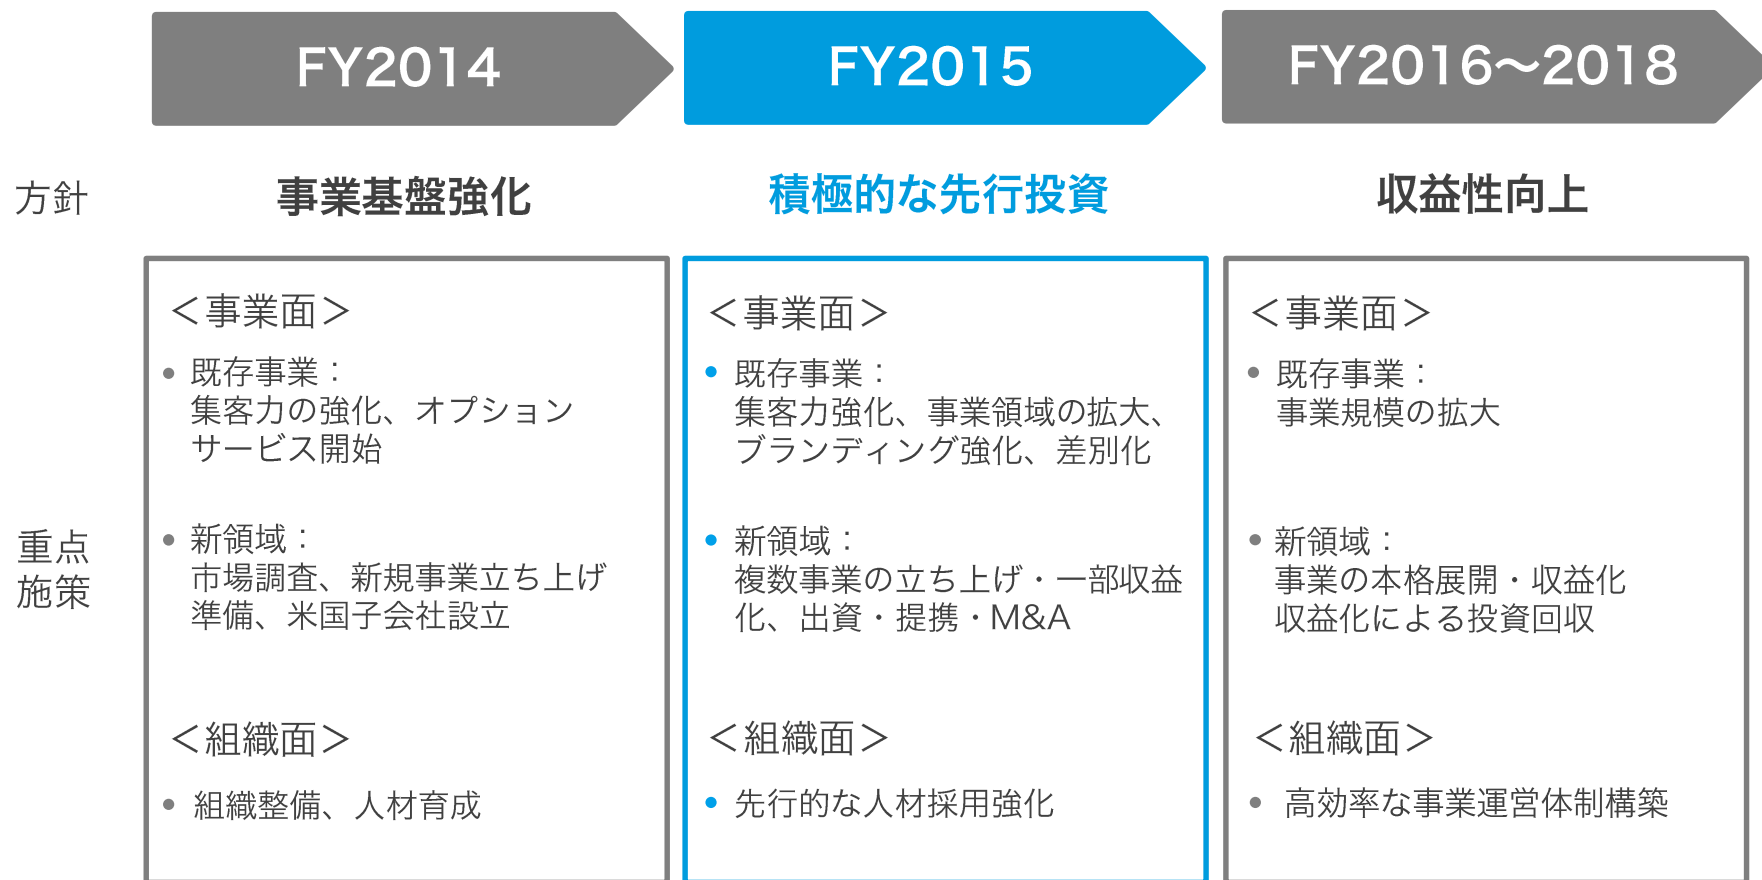 FY2014
FY2015
FY2016〜2018
方針
事業基盤強化
積極的な先行投資
収益性向上
重点
施策
＜事業面＞
• 既存事業：
集客力の強化、オプション
サービス開始
• 新領域：
市場調査、新規事業立ち上げ
準備、米国子会社設立
＜組織面＞
• 組織整備、人材育成
＜事業面＞
• 既存事業：
集客力強化、事業領域の拡大、
ブランディング強化、差別化
• 新領域：
複数事業の立ち上げ・一部収益
化、出資・提携・M&A
＜組織面＞
• 先行的な人材採用強化
＜事業面＞
• 既存事業：
事業規模の拡大
• 新領域：
事業の本格展開・収益化
収益化による投資回収
＜組織面＞
• 高効率な事業運営体制構築